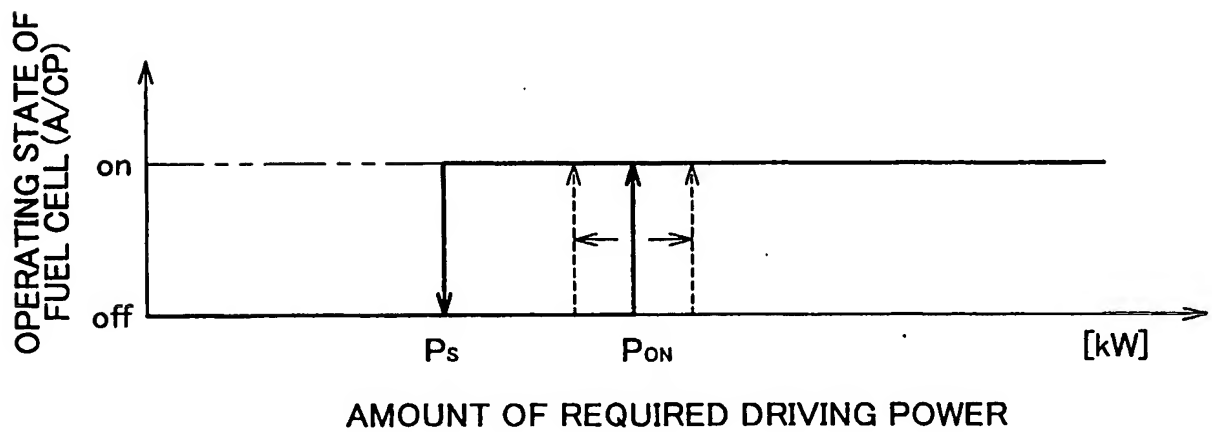 OPERATING STATE OF
FUEL CELL (A/CP)
on
off
PS
PON
[kW]
AMOUNT OF REQUIRED DRIVING POWER